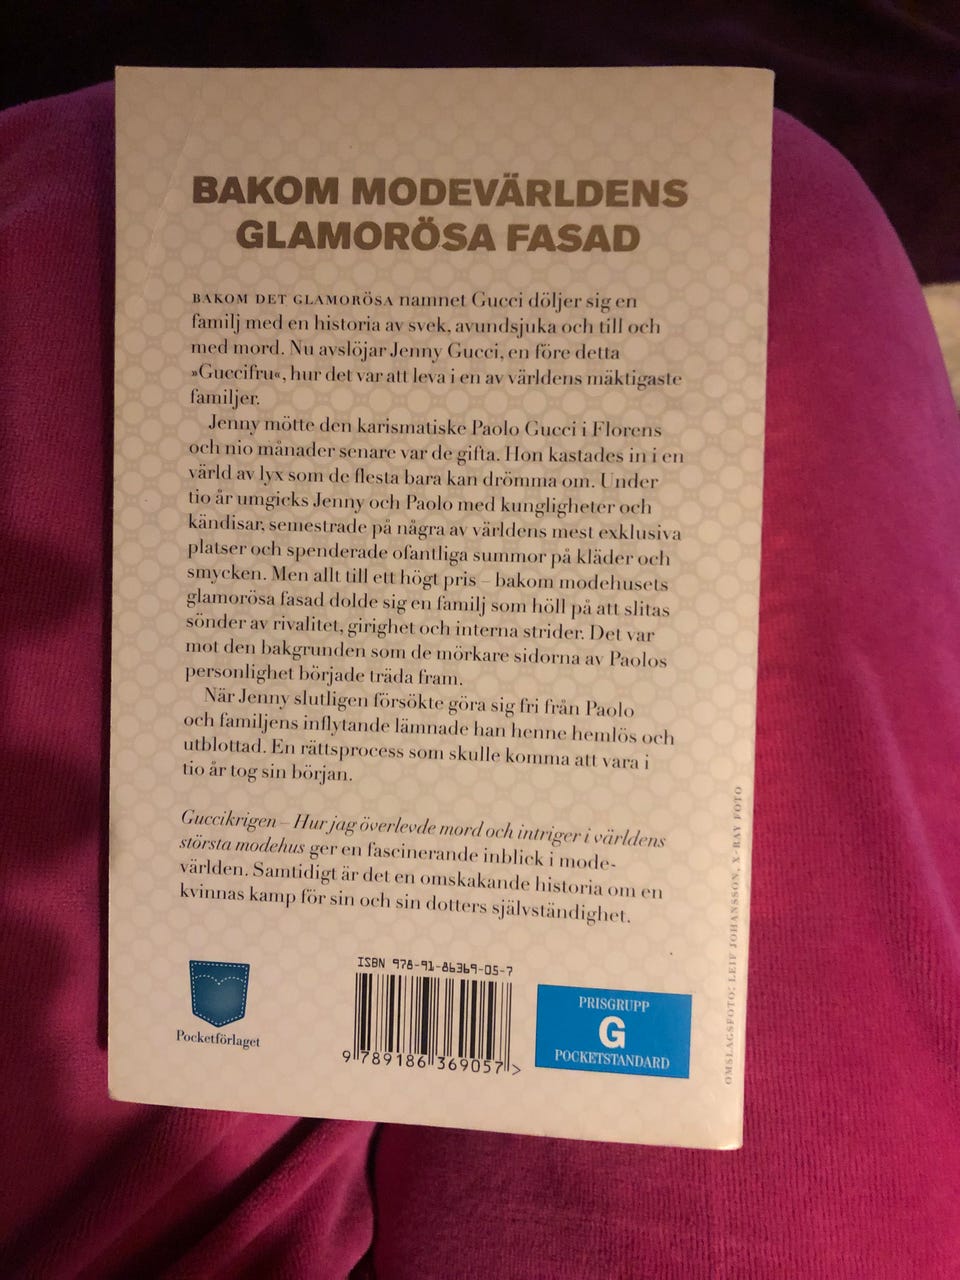 BAKOM MODEVÄRLDENS
GLAMORÖSA FASAD
BAKOM DET GLAMORÖSA namnet Gucci döljer sig en
familj med en historia av svek, avundsjuka och till och
med mord. Nu avslöjar Jenny Gucci, en före detta
»Guccifru«, hur det var att leva i en av världens mäktigaste
familjer.
Jenny mötte den karismatiske Paolo Gucci i Florens
och nio månader senare var de gifta. Hon kastades in i en
värld av lyx som de flesta bara kan drömma om. Under
tio år umgicks Jenny och Paolo med kungligheter och
kändisar, semestrade på några av världens mest exklusiva
platser och spenderade ofantliga summor på kläder och
smycken. Men allt till ett högt pris – bakom modehusets
glamorösa fasad dolde sig en familj som höll på att slitas
sönder av rivalitet, girighet och interna strider. Det var
mot den bakgrunden som de mörkare sidorna av Paolos
personlighet började träda fram.
När Jenny slutligen försökte göra sig fri från Paolo
och familjens inflytande lämnade han henne hemlös och
utblottad. En rättsprocess som skulle komma att vara i
tio år tog sin början.
Guccikrigen – Hur jag överlevde mord och intriger i världens
största modehus ger en fascinerande inblick i mode-
världen. Samtidigt är det en omskakande historia om en
kvinnas kamp för sin och sin dotters självständighet.
ISBN 978-91-86369-05-7
9 789186 369057 >
Pocketförlaget
PRISGRUPP
G
POCKETSTANDARD
OMSLAGSFOTO: LEIF JOHANSSON, X-RAY FOTO